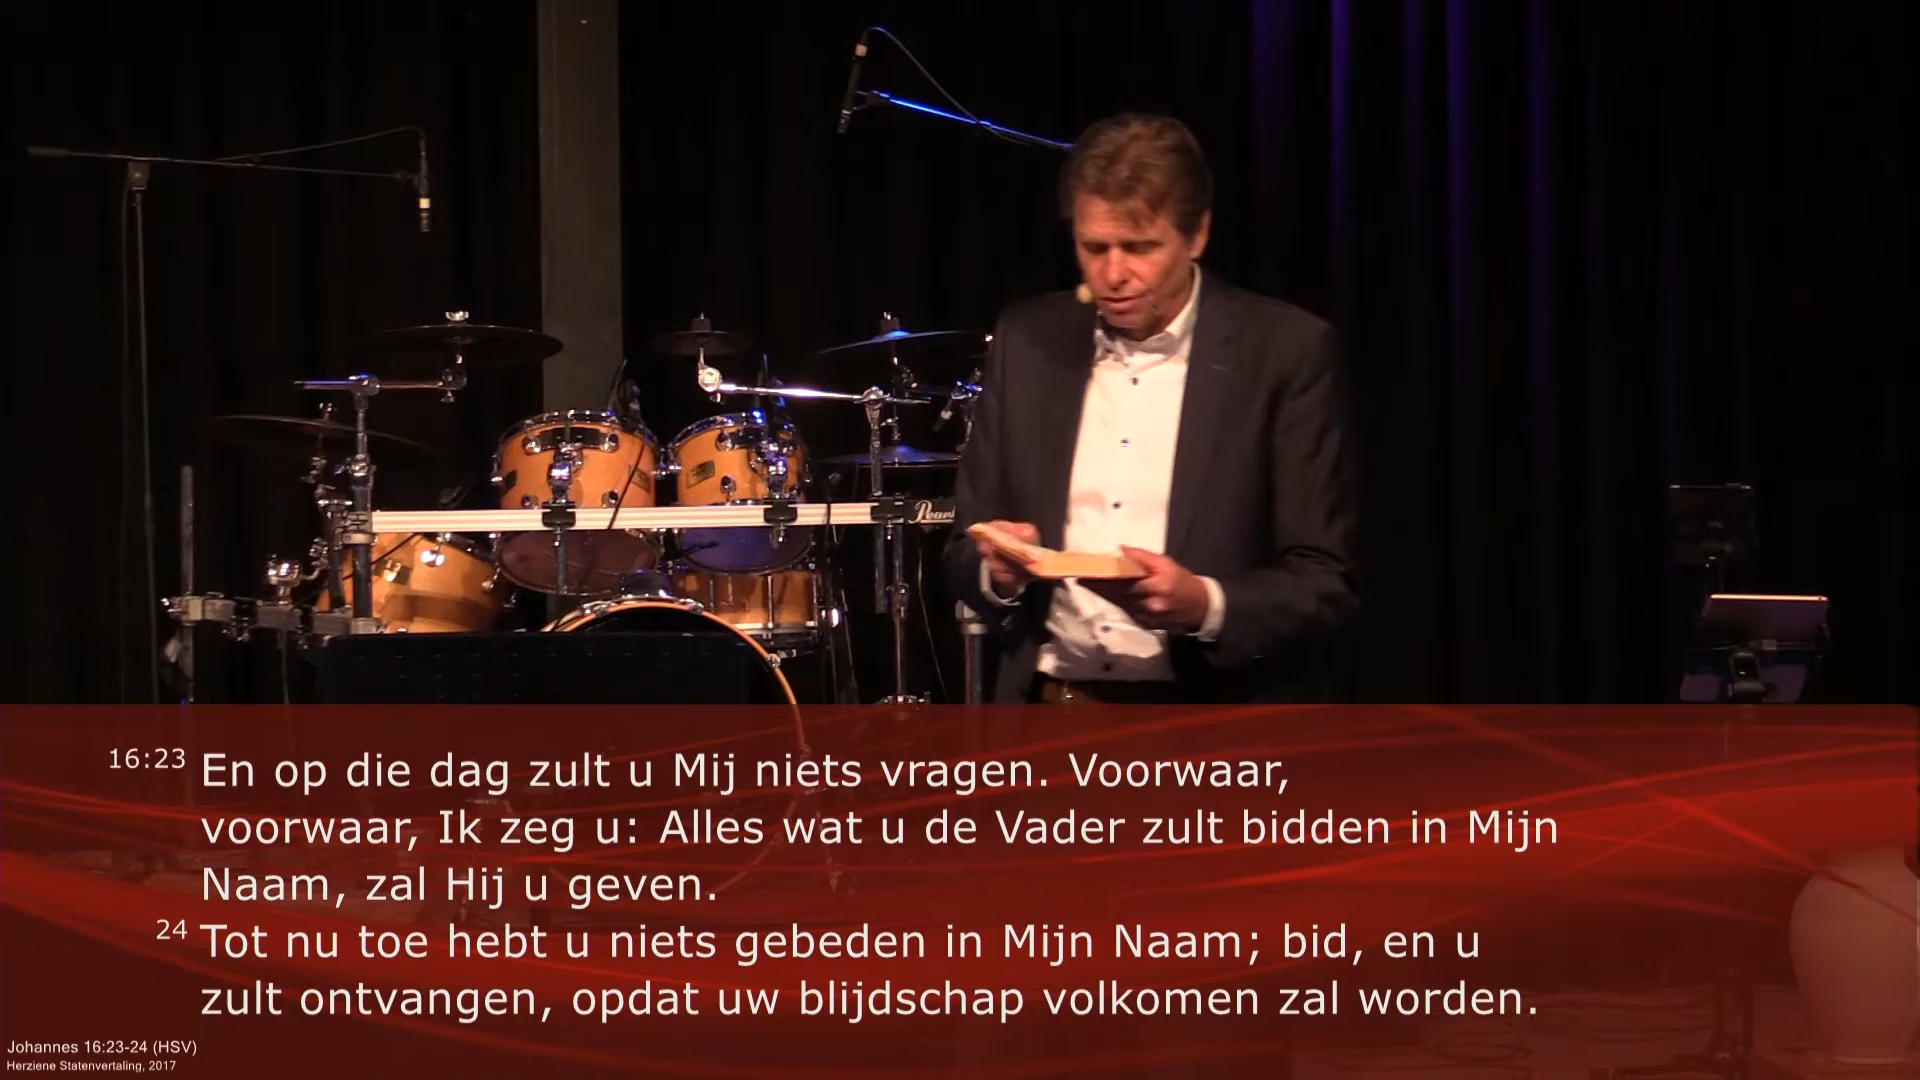 Pearl
16:23 En op die dag zult u Mij niets vragen. Voorwaar,
voorwaar, Ik zeg u: Alles wat u de Vader zult bidden in Mijn
Naam, zal Hij u geven.
24 Tot nu toe hebt u niets gebeden in Mijn Naam; bid, en u
zult ontvangen, opdat uw blijdschap volkomen zal worden.
Johannes 16:23-24 (HSV)
Herziene Statenvertaling, 2017